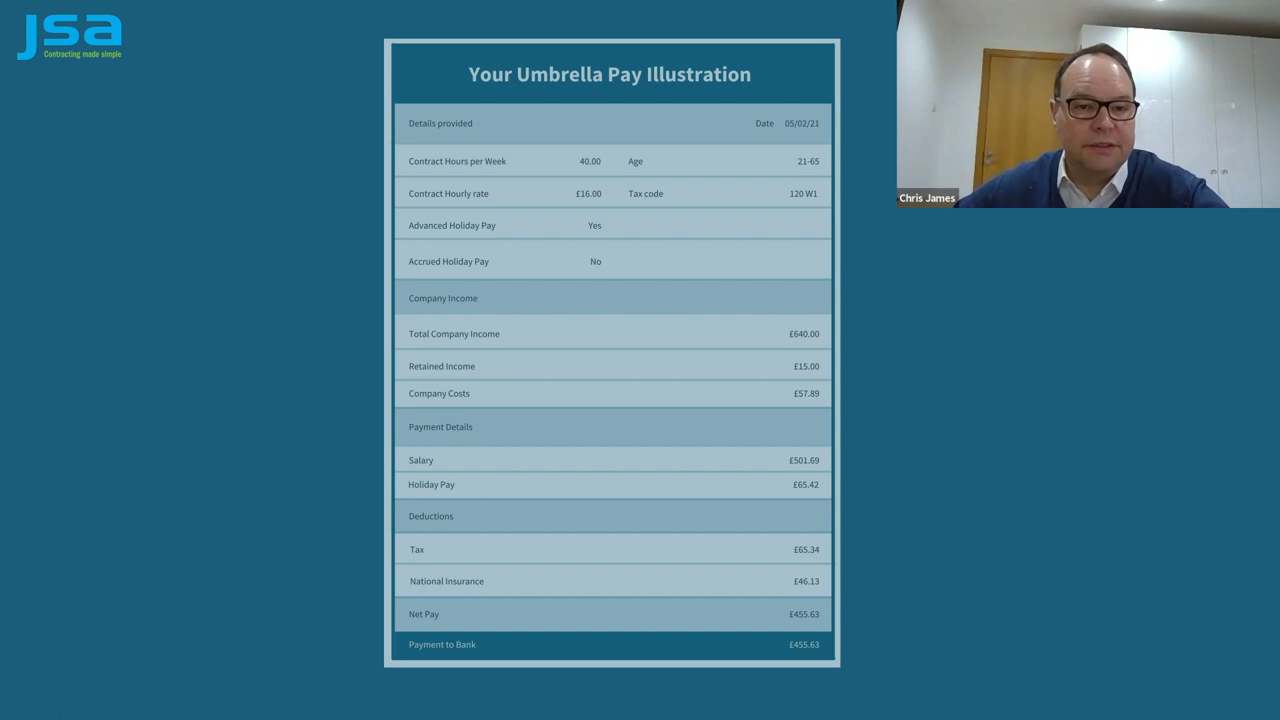 jsa
Contracting made simple
Your Umbrella Pay Illustration
Details provided Date 05/02/21
Contract Hours per Week 40.00 Age 21-65
Contract Hourly rate £16.00 Tax code 120 W1
Advanced Holiday Pay Yes
Accrued Holiday Pay No
Company Income
Total Company Income £640.00
Retained Income £15.00
Company Costs £57.89
Payment Details
Salary £501.69
Holiday Pay £65.42
Deductions
Tax £65.34
National Insurance £46.13
Net Pay £455.63
Payment to Bank £455.63
Chris James